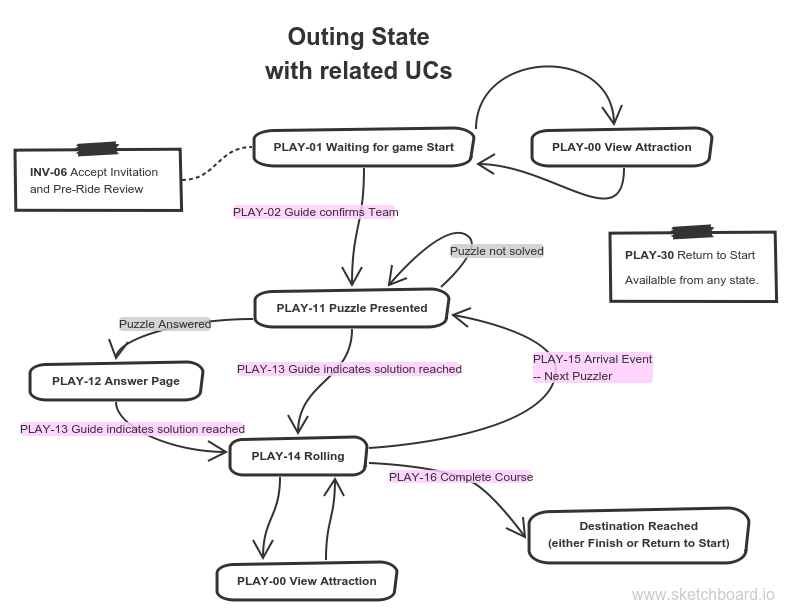 Outing State
with related UCs
PLAY-01 Waiting for game Start
PLAY-00 View Attraction
INV-06 Accept Invitation
and Pre-Ride Review
PLAY-02 Guide confirms Team
Puzzle not solved
PLAY-30 Return to Start
Availalble from any state.
PLAY-11 Puzzle Presented
Puzzle Answered
PLAY-12 Answer Page
PLAY-13 Guide indicates solution reached
PLAY-15 Arrival Event
-- Next Puzzler
PLAY-13 Guide indicates solution reached
PLAY-14 Rolling
PLAY-16 Complete Course
Destination Reached
(either Finish or Return to Start)
PLAY-00 View Attraction
www.sketchboard.io